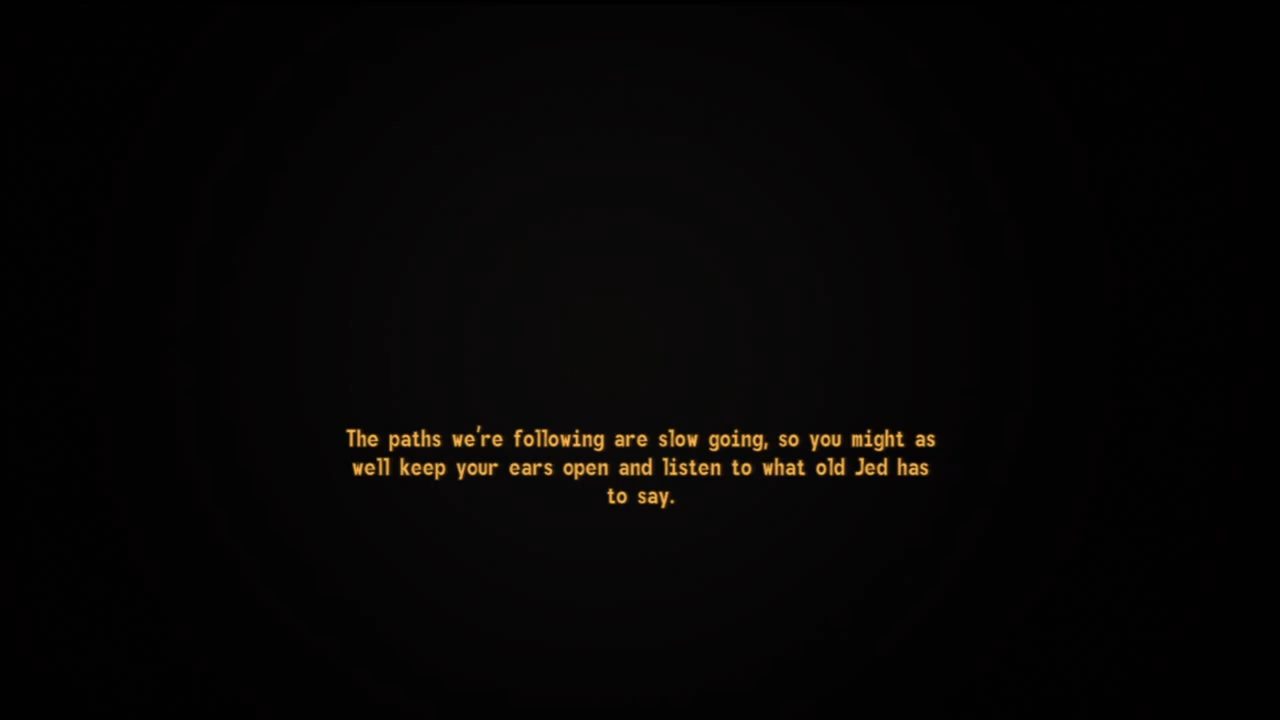 The paths we're following are slow going, so you might as
well keep your ears open and listen to what old Jed has
to say.